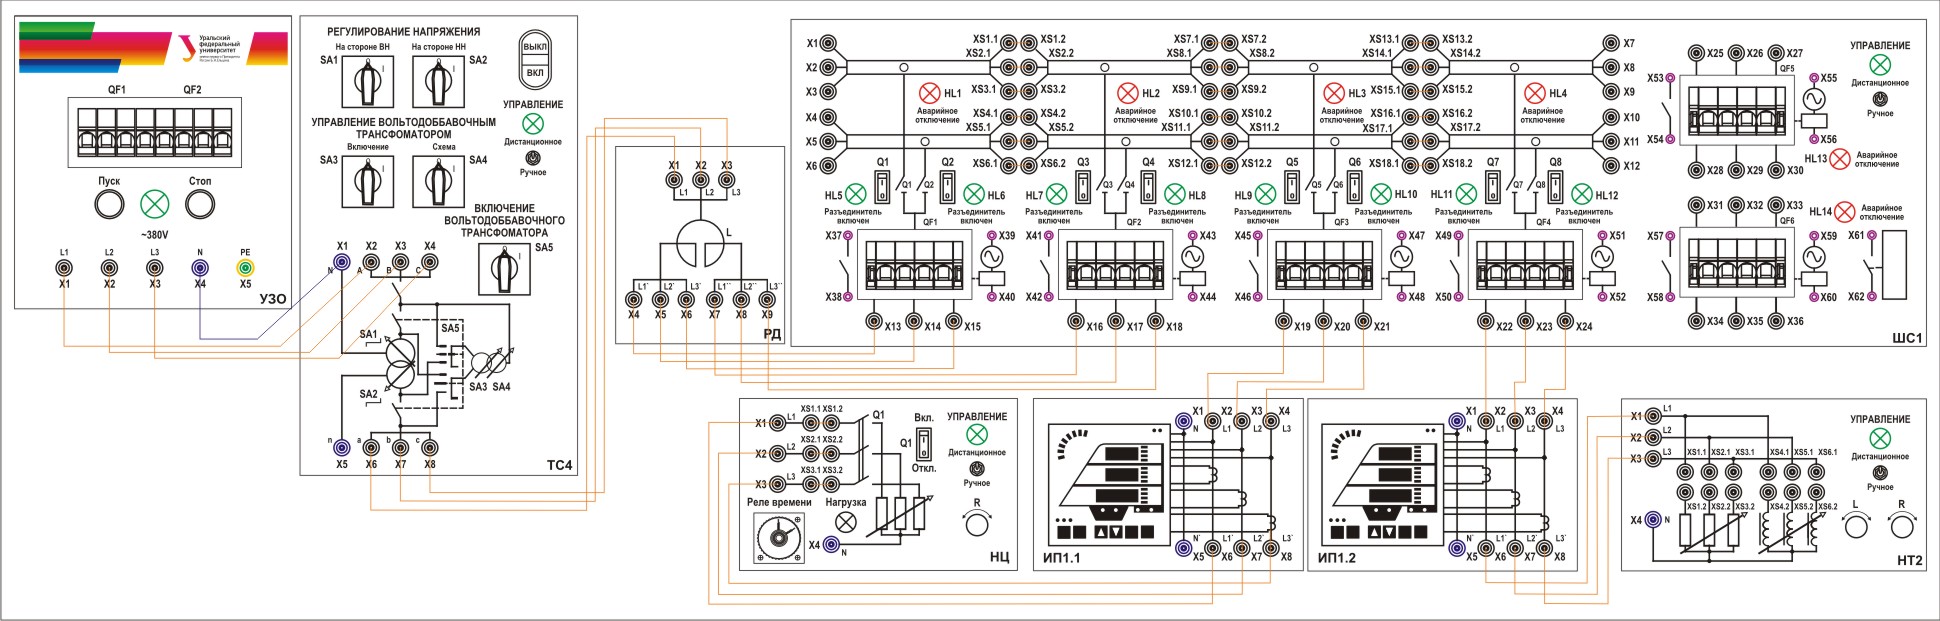 Уральский
федеральный
университет
QF1 QF2
Пуск Стоп
~380V
L1 L2 L3 N PE
X1 X2 X3 X4 X5
УЗО
РЕГУЛИРОВАНИЕ НАПРЯЖЕНИЯ
На стороне ВН На стороне НН
SA1 SA2
I I
ВЫКЛ
ВКЛ
УПРАВЛЕНИЕ
Дистанционное
Ручное
УПРАВЛЕНИЕ ВОЛЬТОДОБАВОЧНЫМ
ТРАНСФОМАТОРОМ
Включение Схема
SA3 SA4
I I
ВКЛЮЧЕНИЕ
ВОЛЬТОДОБАВОЧНОГО
ТРАНСФОМАТОРА
SA5
I
X1 X2 X3 X4
N A B C
SA1 SA5
SA2 SA3 SA4
n a b c
X5 X6 X7 X8
ТС4
X1 X2 X3
L1 L2 L3
L
L1` L2` L3` L1`` L2`` L3``
X4 X5 X6 X7 X8 X9
РД
X1 XS1.1 XS1.2 XS7.1 XS7.2 XS13.1 XS13.2 X7
X2 XS2.1 XS2.2 XS8.1 XS8.2 XS14.1 XS14.2 X8
X3 XS3.1 XS3.2 XS9.1 XS9.2 XS15.1 XS15.2 X9
HL1 HL2 HL3 HL4
Аварийное отключение Аварийное отключение Аварийное отключение Аварийное отключение
X4 XS4.1 XS4.2 XS10.1 XS10.2 XS16.1 XS16.2 X10
X5 XS5.1 XS5.2 XS11.1 XS11.2 XS17.1 XS17.2 X11
X6 XS6.1 XS6.2 XS12.1 XS12.2 XS18.1 XS18.2 X12
Q1 Q2 Q3 Q4 Q5 Q6 Q7 Q8
Q1 Q2 Q3 Q4 Q5 Q6 Q7 Q8
HL5 HL6 HL7 HL8 HL9 HL10 HL11 HL12
Разъединитель включен Разъединитель включен Разъединитель включен Разъединитель включен Разъединитель включен Разъединитель включен Разъединитель включен Разъединитель включен
QF1 QF2 QF3 QF4
X37 X39 X41 X43 X45 X47 X49 X51
X38 X40 X42 X44 X46 X48 X50 X52
X13 X14 X15 X16 X17 X18 X19 X20 X21 X22 X23 X24
X25 X26 X27
QF5
X53 X55
X54 X56
X28 X29 X30
УПРАВЛЕНИЕ
Дистанционное
Ручное
HL13 Аварийное
отключение
X31 X32 X33
HL14 Аварийное
отключение
QF6
X57 X59 X61
X58 X60 X62
X34 X35 X36
ШС1
X1 L1 XS1.1 XS1.2 Q1
X2 L2 XS2.1 XS2.2
X3 L3 XS3.1 XS3.2
Вкл.
Q1
Откл.
УПРАВЛЕНИЕ
Дистанционное
Ручное
Реле времени Нагрузка R
X4 N
НЦ
X1 X2 X3 X4
N L1 L2 L3
N` L1` L2` L3`
X5 X6 X7 X8
ИП1.1
X1 X2 X3 X4
N L1 L2 L3
N` L1` L2` L3`
X5 X6 X7 X8
ИП1.2
X1 L1
X2 L2
X3 L3
XS1.1 XS2.1 XS3.1 XS4.1 XS5.1 XS6.1
XS1.2 XS2.2 XS3.2 XS4.2 XS5.2 XS6.2
X4 N
УПРАВЛЕНИЕ
Дистанционное
Ручное
L R
НТ2